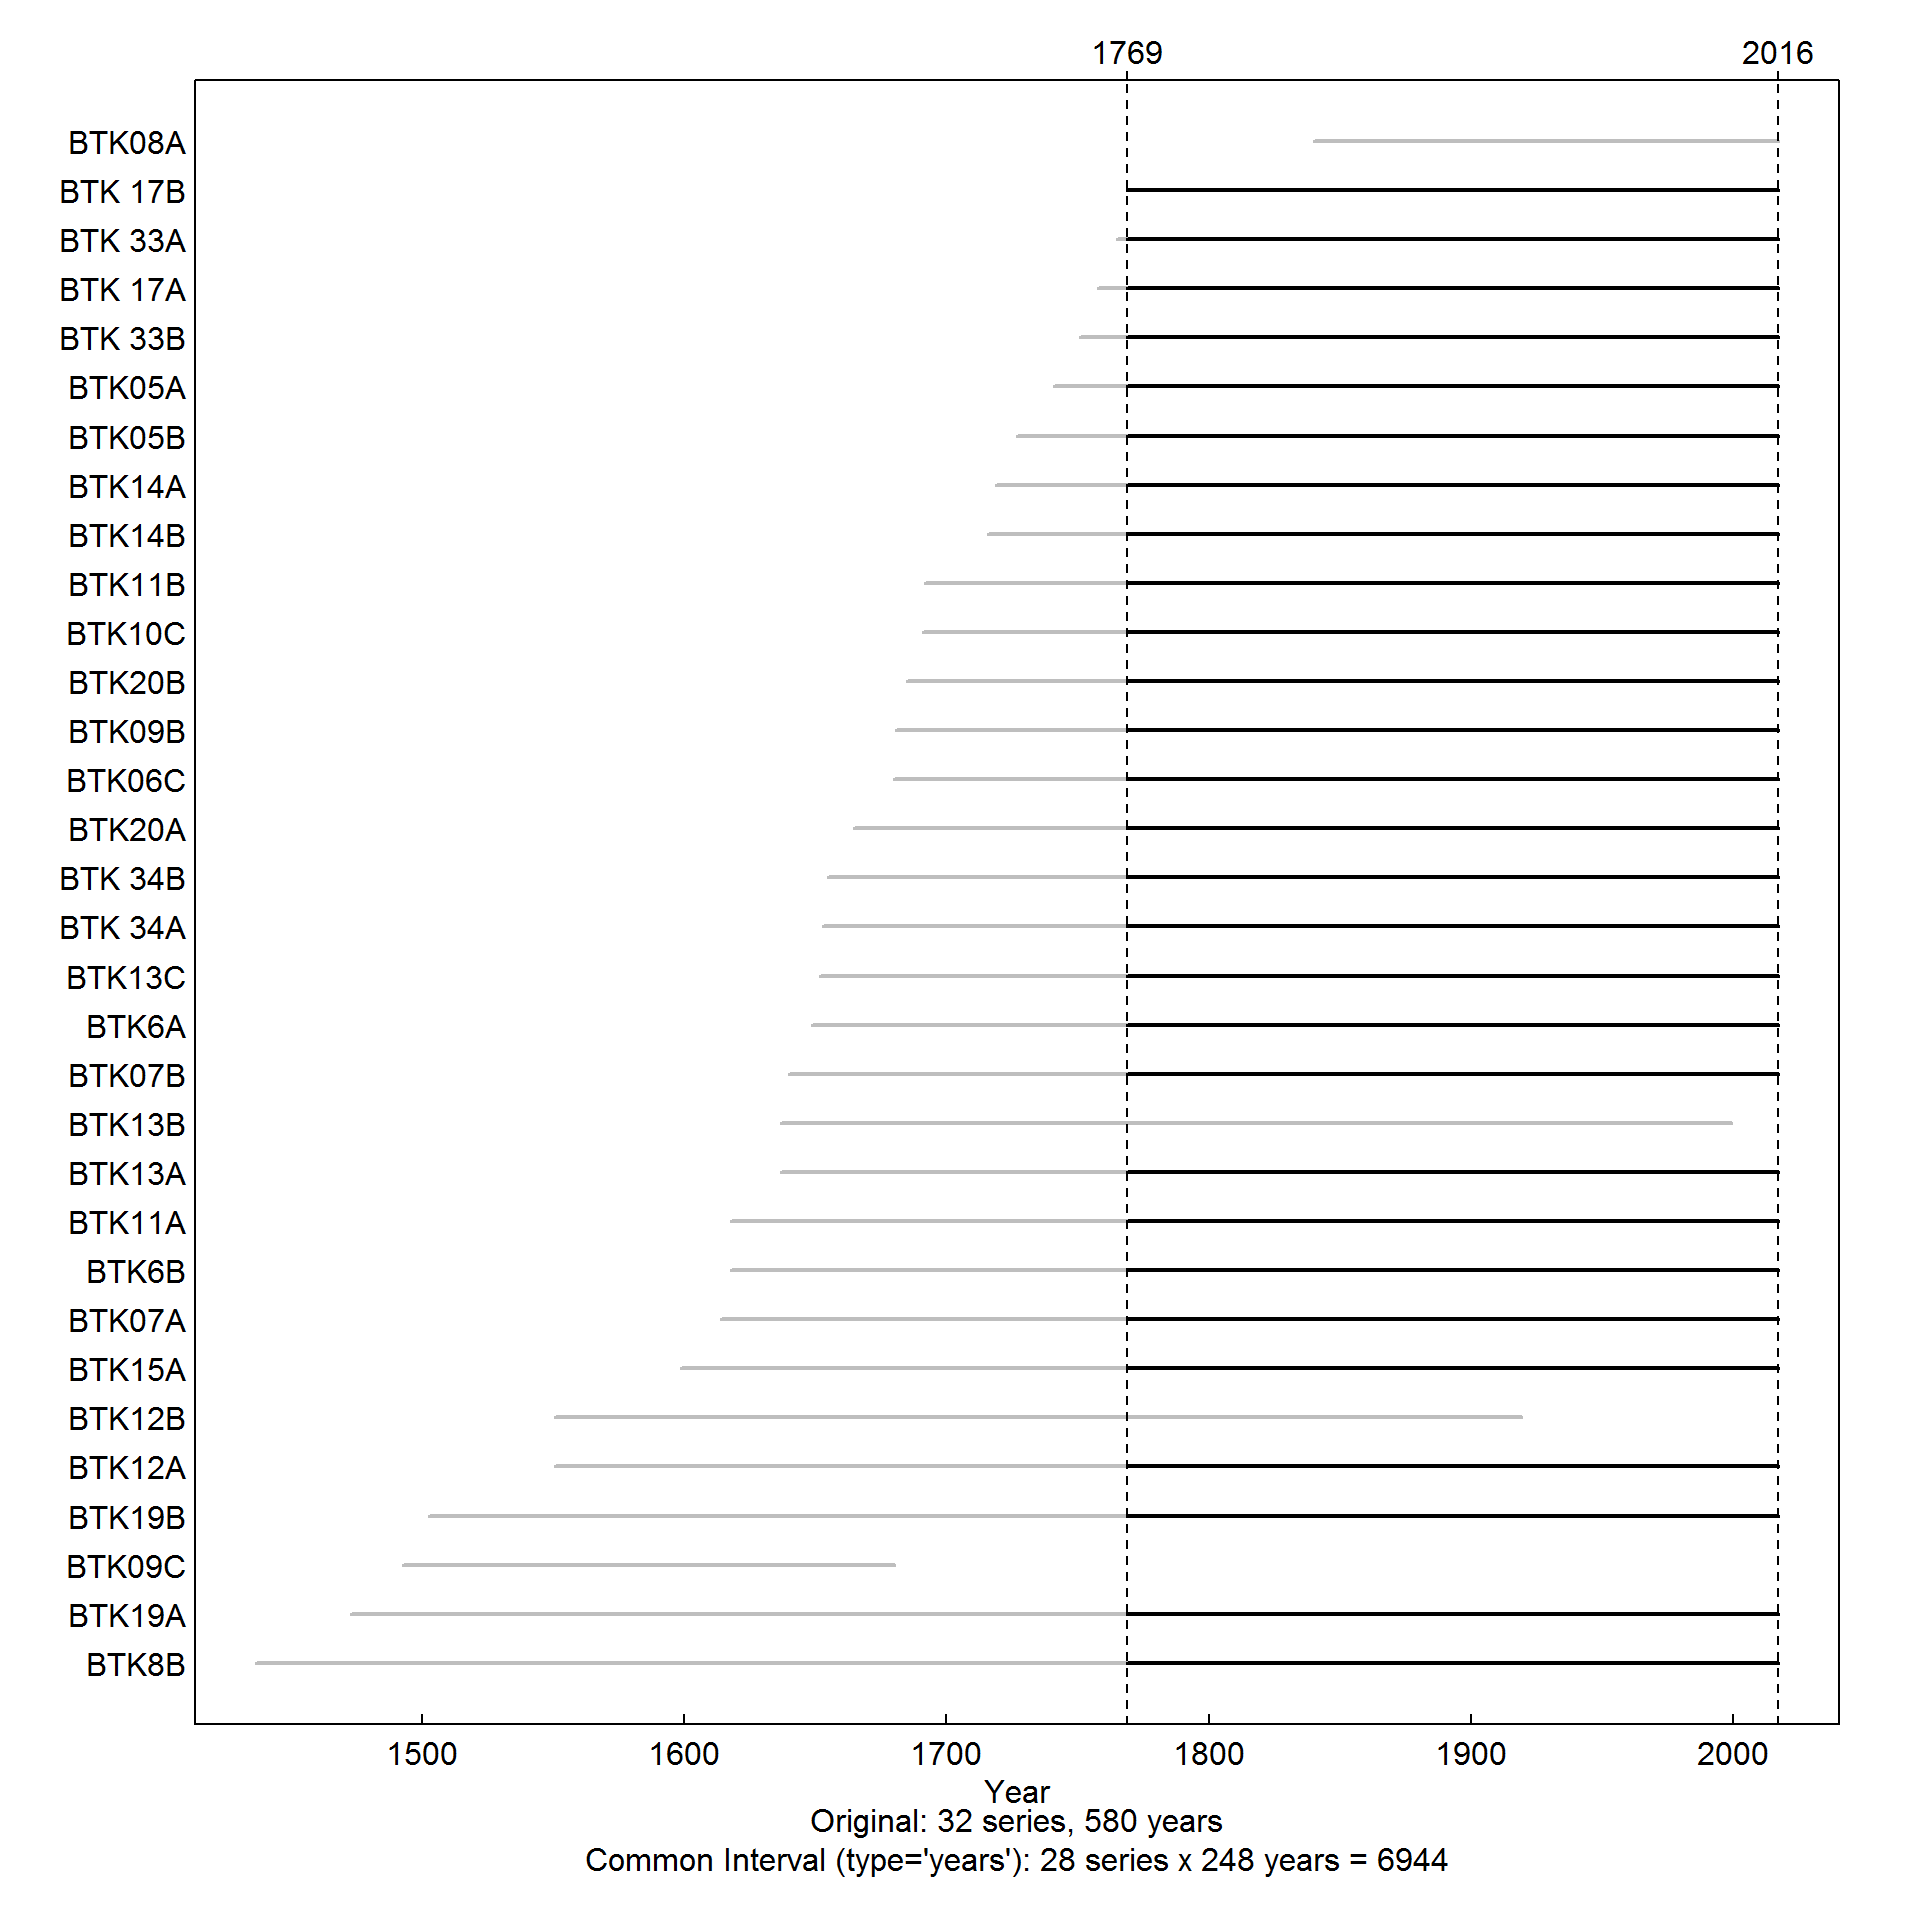 1769 2016
BTK08A
BTK 17B
BTK 33A
BTK 17A
BTK 33B
BTK05A
BTK05B
BTK14A
BTK14B
BTK11B
BTK10C
BTK20B
BTK09B
BTK06C
BTK20A
BTK 34B
BTK 34A
BTK13C
BTK6A
BTK07B
BTK13B
BTK13A
BTK11A
BTK6B
BTK07A
BTK15A
BTK12B
BTK12A
BTK19B
BTK09C
BTK19A
BTK8B
1500 1600 1700 1800 1900 2000
Year
Original: 32 series, 580 years
Common Interval (type='years'): 28 series x 248 years = 6944